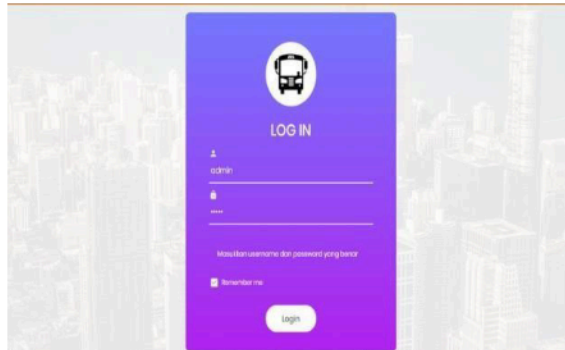 LOG IN
admin
•••••
Masukkan username dan password yang benar
Remember me
Login